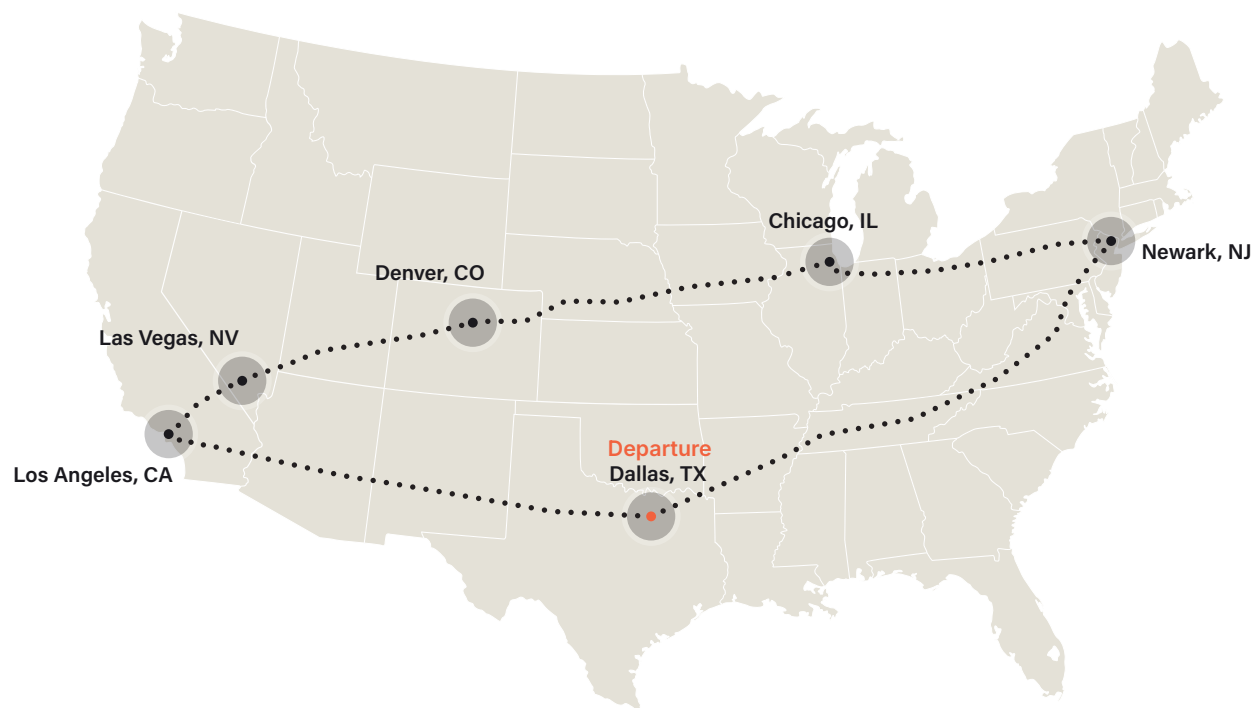 Chicago, IL
Newark, NJ
Denver, CO
Las Vegas, NV
Departure
Dallas, TX
Los Angeles, CA